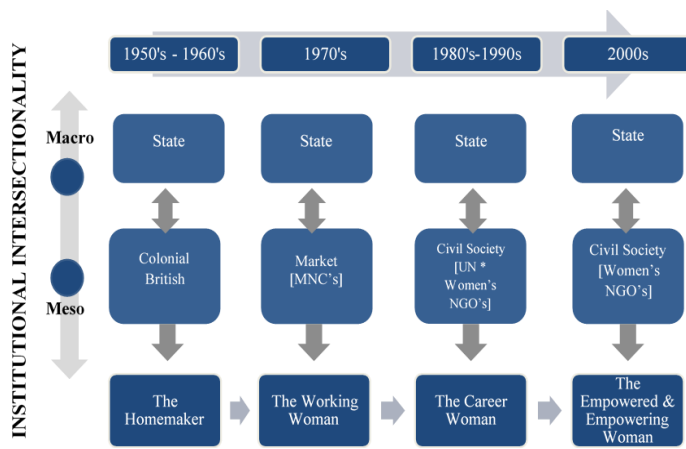 INSTITUTIONAL INTERSECTIONALITY
1950's - 1960's
1970's
1980's-1990s
2000s
Macro
State
State
State
State
Meso
Colonial
British
Market
[MNC's]
Civil Society
[UN *
Women's
NGO's]
Civil Society
[Women's
NGO's]
The
Homemaker
The Working
Woman
The Career
Woman
The
Empowered &
Empowering
Woman